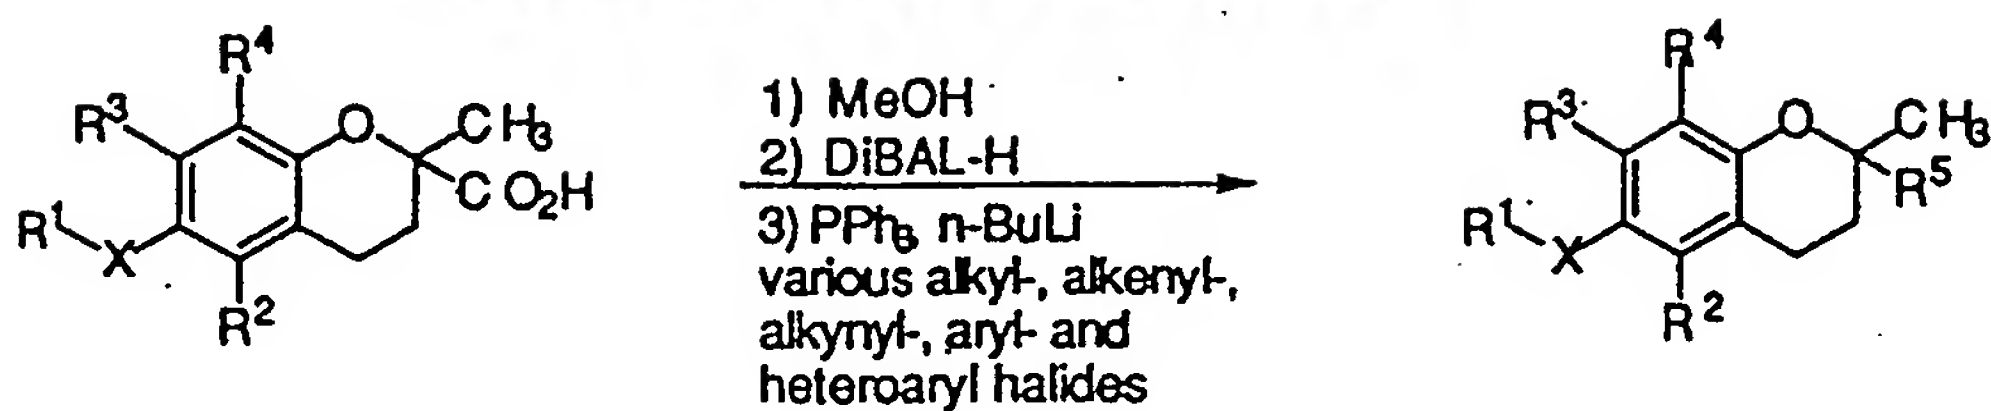 R⁴
R³
O
CH₃
CO₂H
R¹
X
R²
1) MeOH
2) DiBAL-H
3) PPh₃, n-BuLi
various alkyl-, alkenyl-,
alkynyl-, aryl- and
heteroaryl halides
R⁴
R³
O
CH₃
R⁵
R¹
X
R²